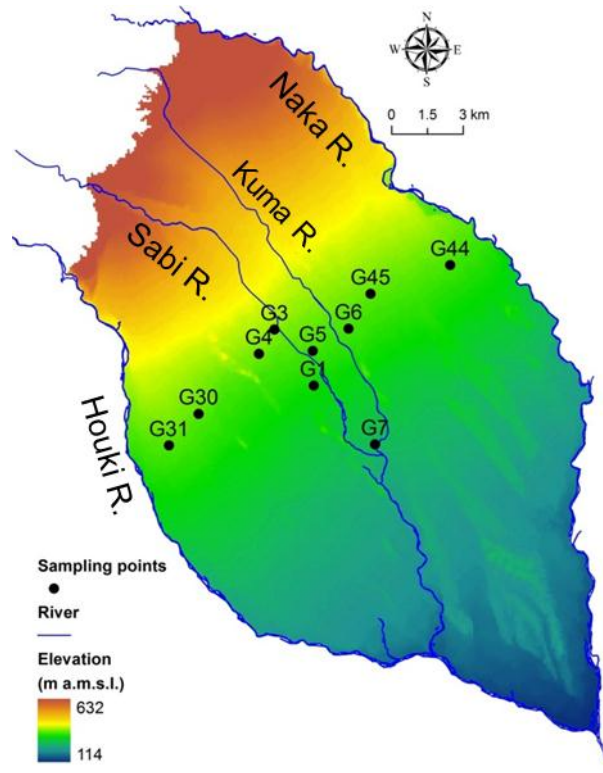 N
W E
S
0 1.5 3 km
Naka R.
Kuma R.
Sabi R.
Houki R.
G44
G45
G3
G6
G4
G5
G1
G30
G31
G7
Sampling points
River
Elevation
(m a.m.s.l.)
632
114